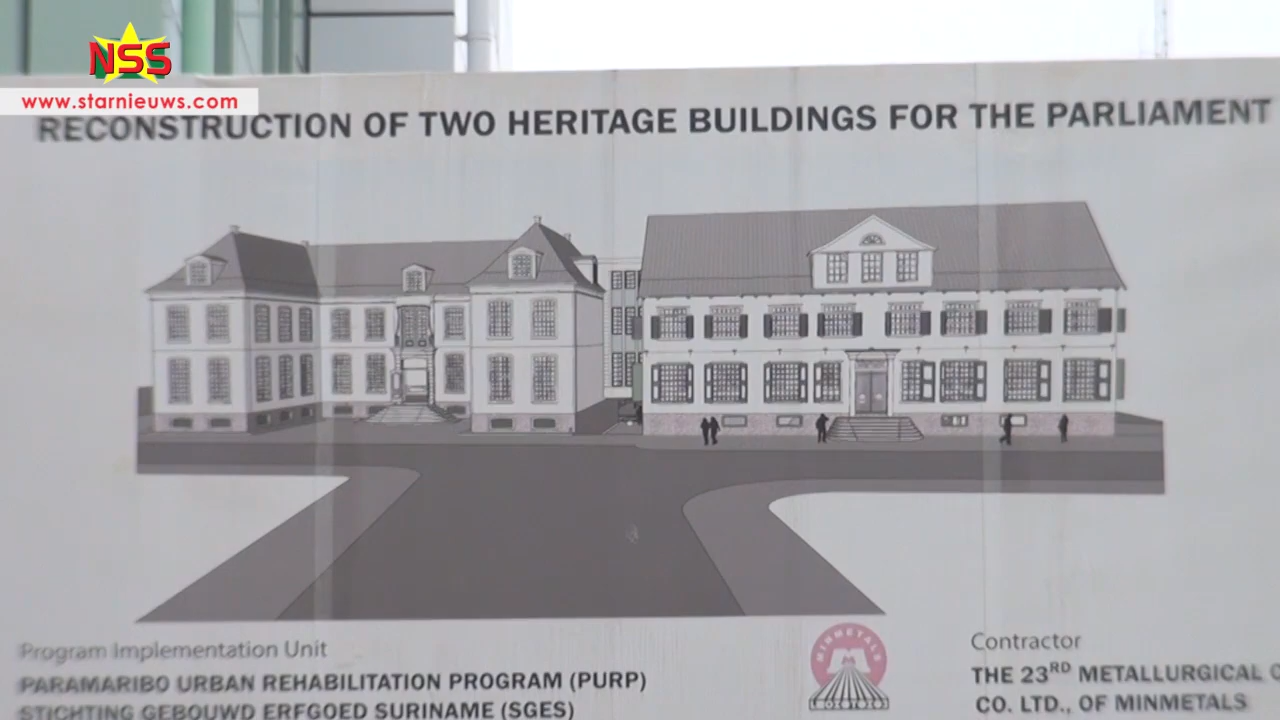 NSS
www.starnieuws.com
RECONSTRUCTION OF TWO HERITAGE BUILDINGS FOR THE PARLIAMENT
Program Implementation Unit
PARAMARIBO URBAN REHABILITATION PROGRAM (PURP)
STICHTING GEBOUWD ERFGOED SURINAME (SGES)
MINMETALS
Contractor
THE 23RD METALLURGICAL C
CO. LTD., OF MINMETALS